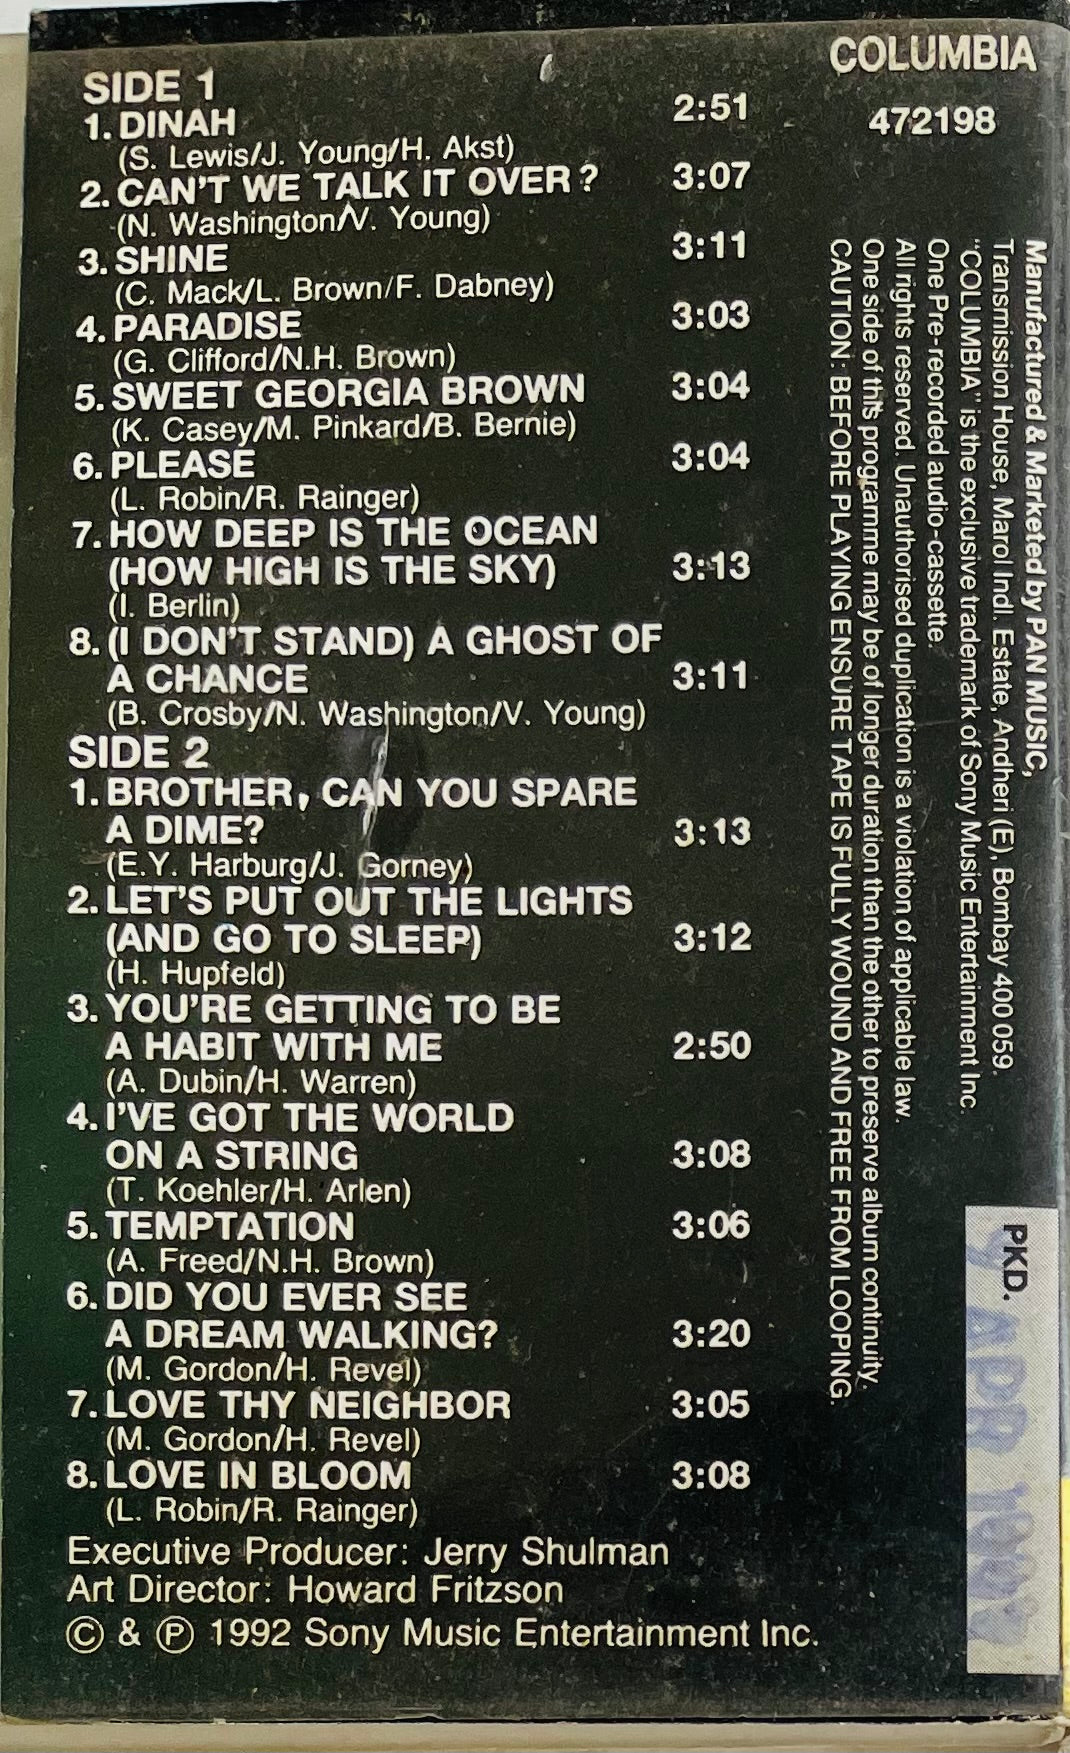 SIDE 1
1. DINAH 2:51
(S. Lewis/J. Young/H. Akst)
2. CAN'T WE TALK IT OVER? 3:07
(N. Washington/V. Young)
3. SHINE 3:11
(C. Mack/L. Brown/F. Dabney)
4. PARADISE 3:03
(G. Clifford/N.H. Brown)
5. SWEET GEORGIA BROWN 3:04
(K. Casey/M. Pinkard/B. Bernie)
6. PLEASE 3:04
(L. Robin/R. Rainger)
7. HOW DEEP IS THE OCEAN
(HOW HIGH IS THE SKY) 3:13
(I. Berlin)
8. (I DON'T STAND) A GHOST OF
A CHANCE 3:11
(B. Crosby/N. Washington/V. Young)
SIDE 2
1. BROTHER, CAN YOU SPARE
A DIME? 3:13
(E.Y. Harburg/J. Gorney)
2. LET'S PUT OUT THE LIGHTS
(AND GO TO SLEEP) 3:12
(H. Hupfeld)
3. YOU'RE GETTING TO BE
A HABIT WITH ME 2:50
(A. Dubin/H. Warren)
4. I'VE GOT THE WORLD
ON A STRING 3:08
(T. Koehler/H. Arlen)
5. TEMPTATION 3:06
(A. Freed/N.H. Brown)
6. DID YOU EVER SEE
A DREAM WALKING? 3:20
(M. Gordon/H. Revel)
7. LOVE THY NEIGHBOR 3:05
(M. Gordon/H. Revel)
8. LOVE IN BLOOM 3:08
(L. Robin/R. Rainger)
Executive Producer: Jerry Shulman
Art Director: Howard Fritzson
© & ℗ 1992 Sony Music Entertainment Inc.
COLUMBIA
472198
Manufactured & Marketed by PAN MUSIC,
Transmission House, Marol Indl. Estate, Andheri (E), Bombay 400 059.
"COLUMBIA" is the exclusive trademark of Sony Music Entertainment Inc.
One Pre-recorded audio-cassette.
All rights reserved. Unauthorised duplication is a violation of applicable law.
One side of this programme may be of longer duration than the other to preserve album continuity.
CAUTION: BEFORE PLAYING ENSURE TAPE IS FULLY WOUND AND FREE FROM LOOPING.
PKD.
APR